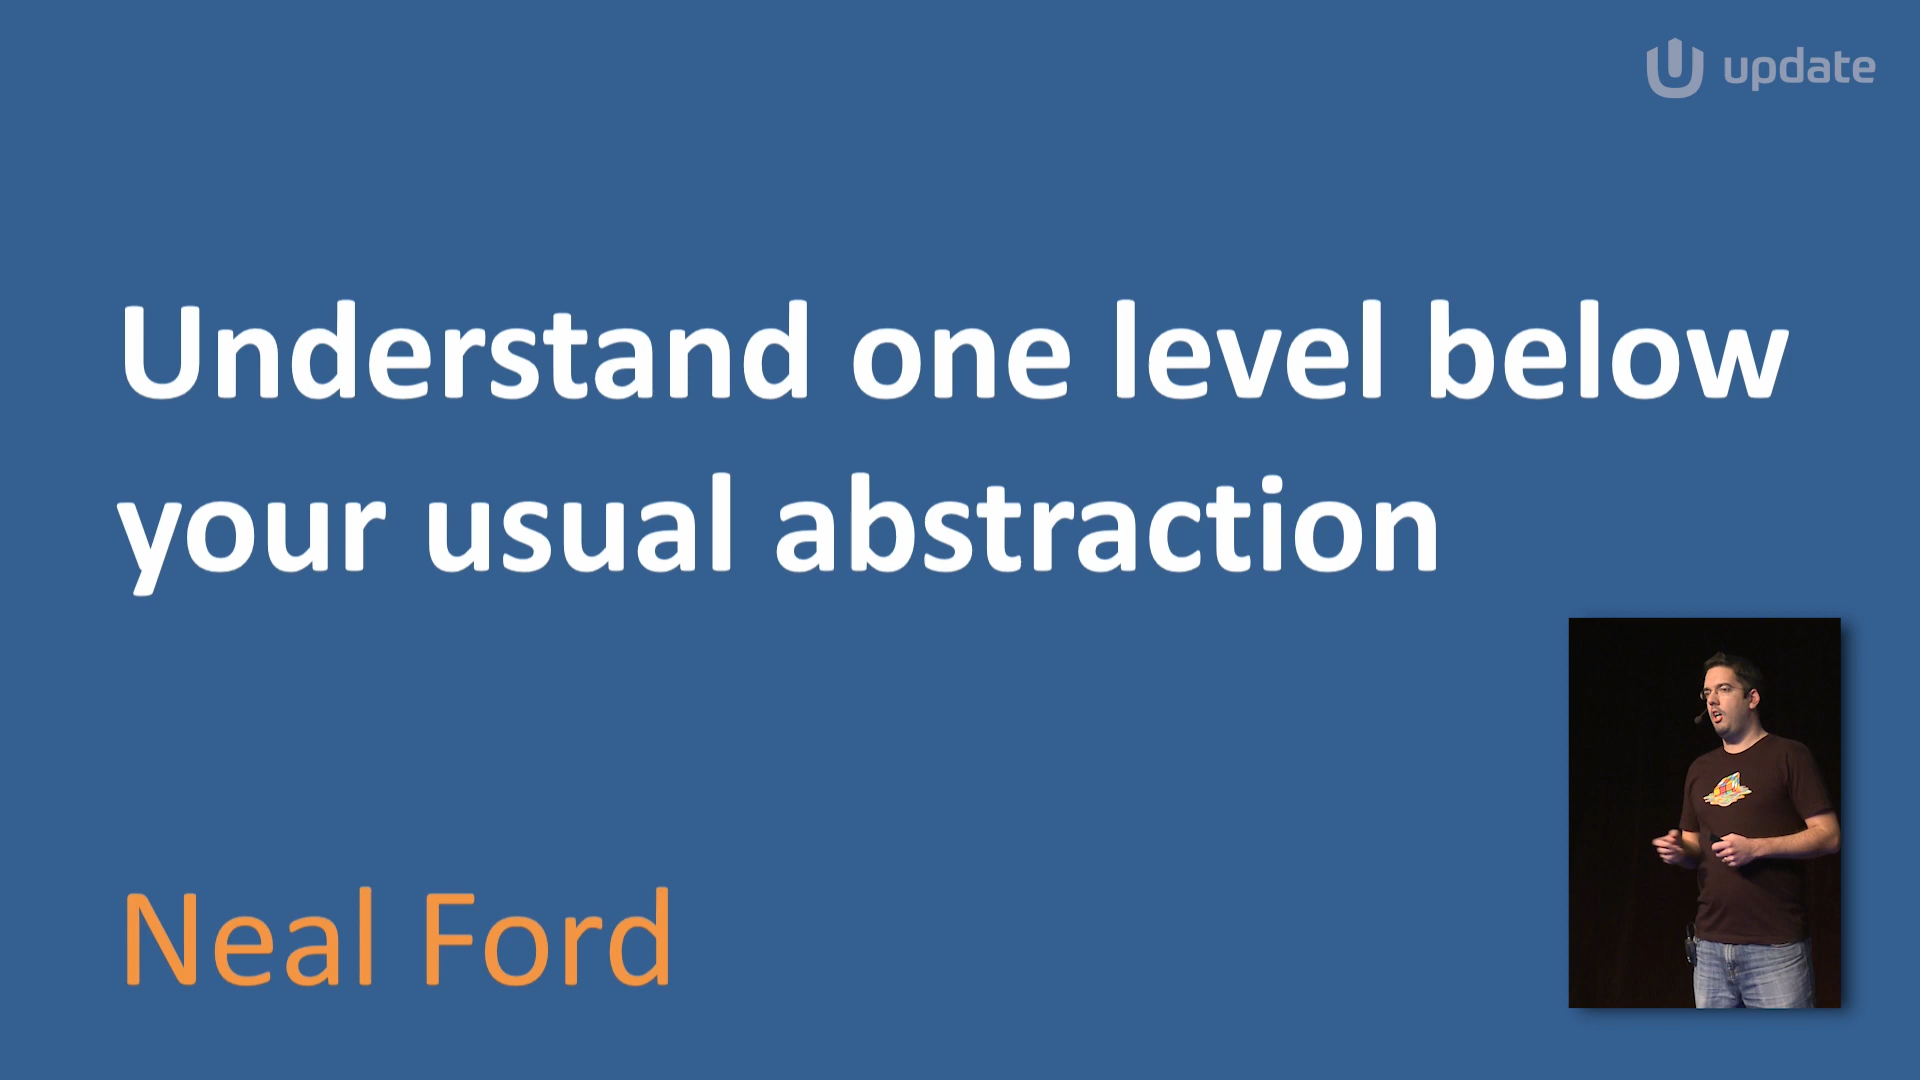 update
Understand one level below
your usual abstraction
Neal Ford